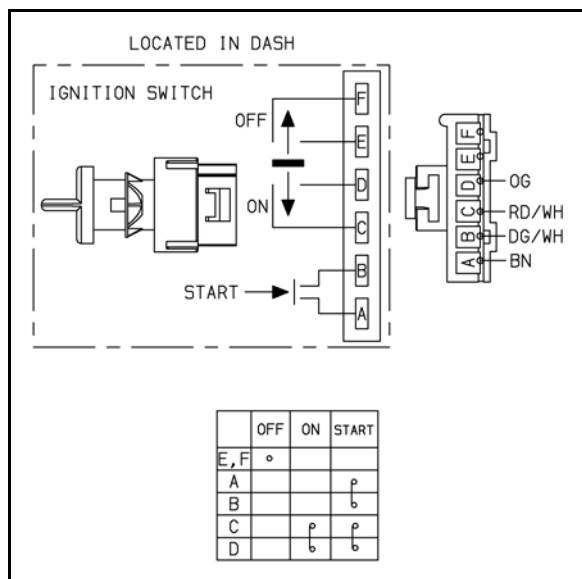 LOCATED IN DASH
IGNITION SWITCH
OFF
ON
START
F
E
D
C
B
A
F
E
D
C
B
A
OG
RD/WH
DG/WH
BN
OFF ON START
E,F
A
B
C
D